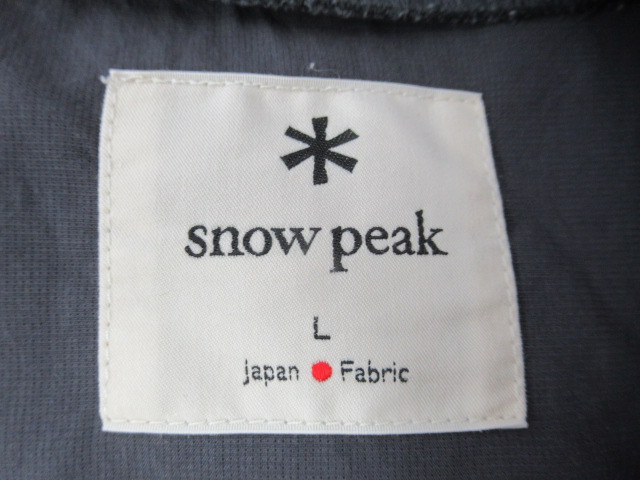 snow peak
L
japan ● Fabric